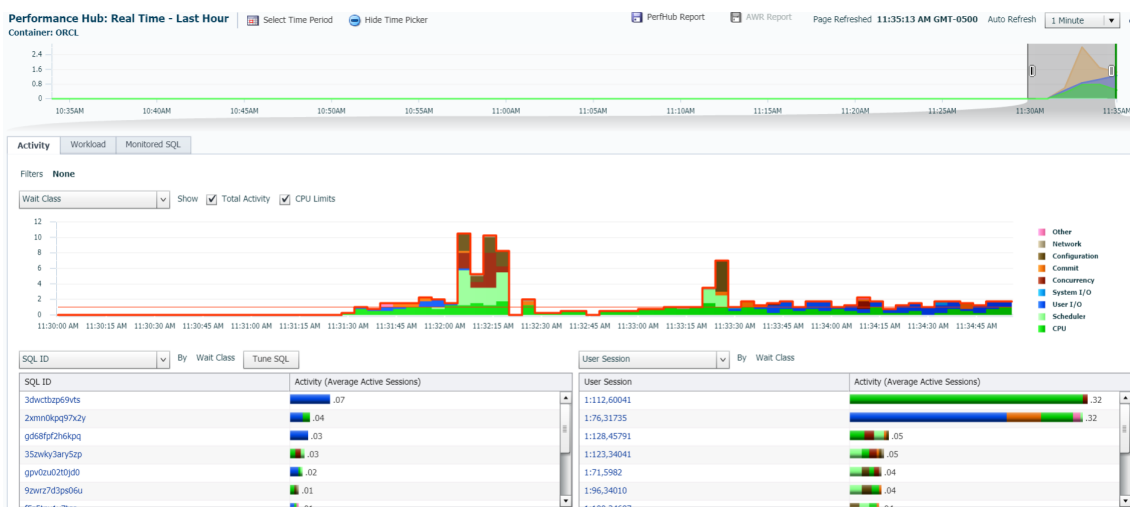 Performance Hub: Real Time - Last Hour Select Time Period Hide Time Picker PerfHub Report AWR Report Page Refreshed 11:35:13 AM GMT-0500 Auto Refresh 1 Minute
Container: ORCL
2.4
1.6
0.8
0
10:35AM 10:40AM 10:45AM 10:50AM 10:55AM 11:00AM 11:05AM 11:10AM 11:15AM 11:20AM 11:25AM 11:30AM 11:35AM
Activity Workload Monitored SQL
Filters None
Wait Class Show Total Activity CPU Limits
12
10
8
6
4
2
0
11:30:00 AM 11:30:15 AM 11:30:30 AM 11:30:45 AM 11:31:00 AM 11:31:15 AM 11:31:30 AM 11:31:45 AM 11:32:00 AM 11:32:15 AM 11:32:30 AM 11:32:45 AM 11:33:00 AM 11:33:15 AM 11:33:30 AM 11:33:45 AM 11:34:00 AM 11:34:15 AM 11:34:30 AM 11:34:45 AM
Other
Network
Configuration
Commit
Concurrency
System I/O
User I/O
Scheduler
CPU
SQL ID By Wait Class Tune SQL
SQL ID Activity (Average Active Sessions)
3dwctbzp69vts .07
2xmn0kpq97x2y .04
gd68fpf2h6kpq .03
35zwky3ary5zp .03
gpv0zu02t0jd0 .02
9zwrz7d3ps06u .01
User Session By Wait Class
User Session Activity (Average Active Sessions)
1:112,60041 .32
1:76,31735 .32
1:128,45791 .05
1:123,34041 .05
1:71,5982 .04
1:96,34010 .04